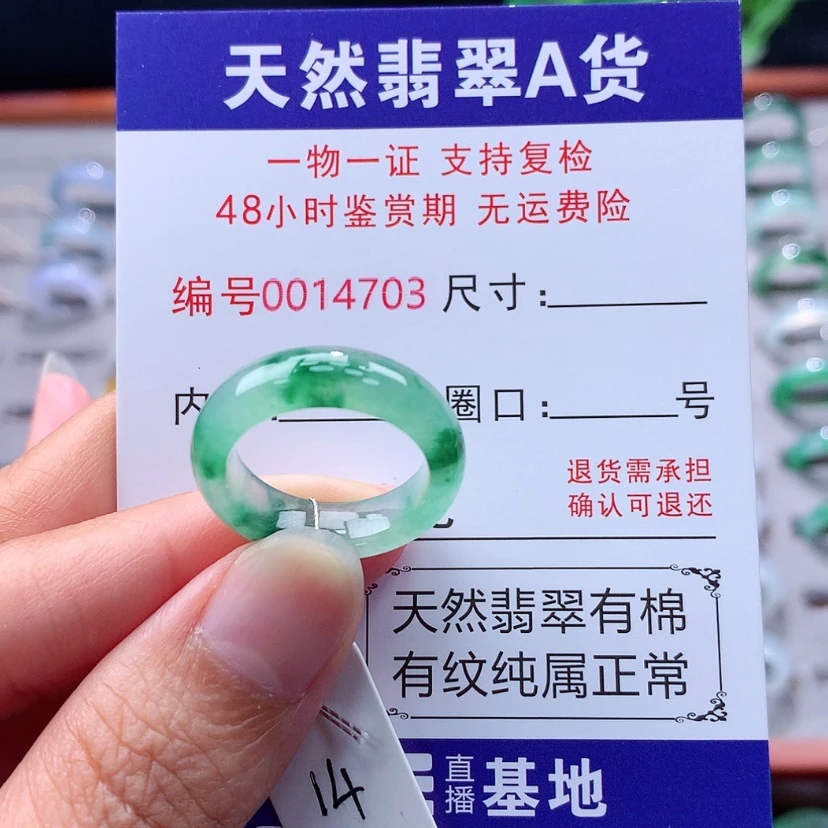 天然翡翠A货
一物一证 支持复检
48小时鉴赏期 无运费险
编号0014703 尺寸:
内 圈口: 号
退货需承担
确认可退还
天然翡翠有棉
有纹纯属正常
直播
基地
14